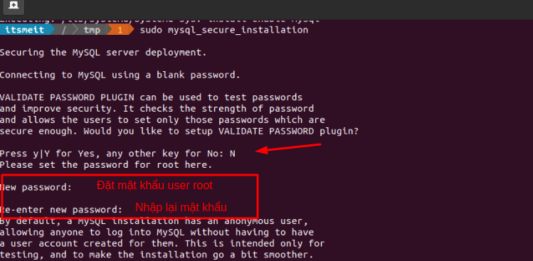 itsmeit / tmp 1 sudo mysql_secure_installation
Securing the MySQL server deployment.
Connecting to MySQL using a blank password.
VALIDATE PASSWORD PLUGIN can be used to test passwords
and improve security. It checks the strength of password
and allows the users to set only those passwords which are
secure enough. Would you like to setup VALIDATE PASSWORD plugin?
Press y|Y for Yes, any other key for No: N
Please set the password for root here.
New password: Đặt mật khẩu user root
Re-enter new password: Nhập lại mật khẩu
By default, a MySQL installation has an anonymous user,
allowing anyone to log into MySQL without having to have
a user account created for them. This is intended only for
testing, and to make the installation go a bit smoother.